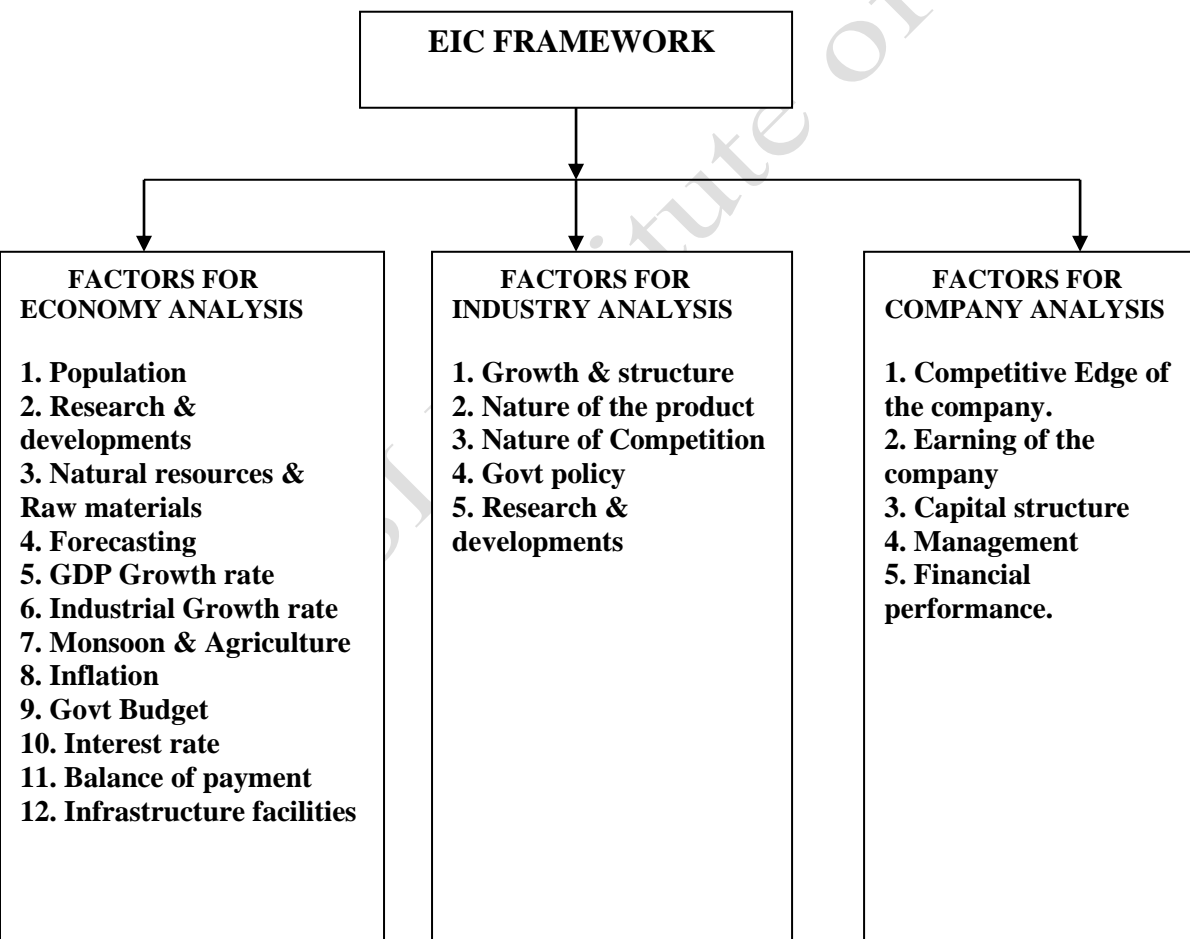 EIC FRAMEWORK
FACTORS FOR
ECONOMY ANALYSIS
1. Population
2. Research &
developments
3. Natural resources &
Raw materials
4. Forecasting
5. GDP Growth rate
6. Industrial Growth rate
7. Monsoon & Agriculture
8. Inflation
9. Govt Budget
10. Interest rate
11. Balance of payment
12. Infrastructure facilities
FACTORS FOR
INDUSTRY ANALYSIS
1. Growth & structure
2. Nature of the product
3. Nature of Competition
4. Govt policy
5. Research &
developments
FACTORS FOR
COMPANY ANALYSIS
1. Competitive Edge of
the company.
2. Earning of the
company
3. Capital structure
4. Management
5. Financial
performance.